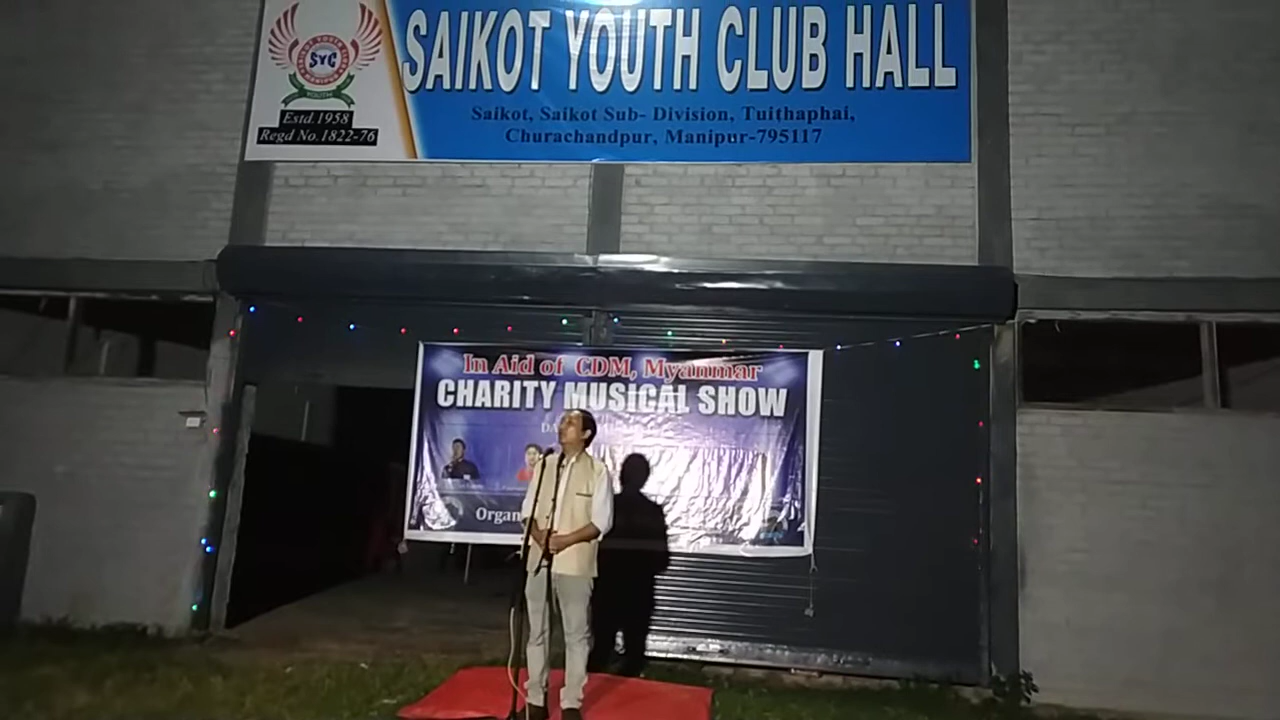 SAIKOT YOUTH CLUB HALL
Saikot, Saikot Sub- Division, Tuithaphai,
Churachandpur, Manipur-795117
SYC
YOUTH
Estd.1958
Regd No.1822-76
In Aid of CDM, Myanmar
CHARITY MUSICAL SHOW